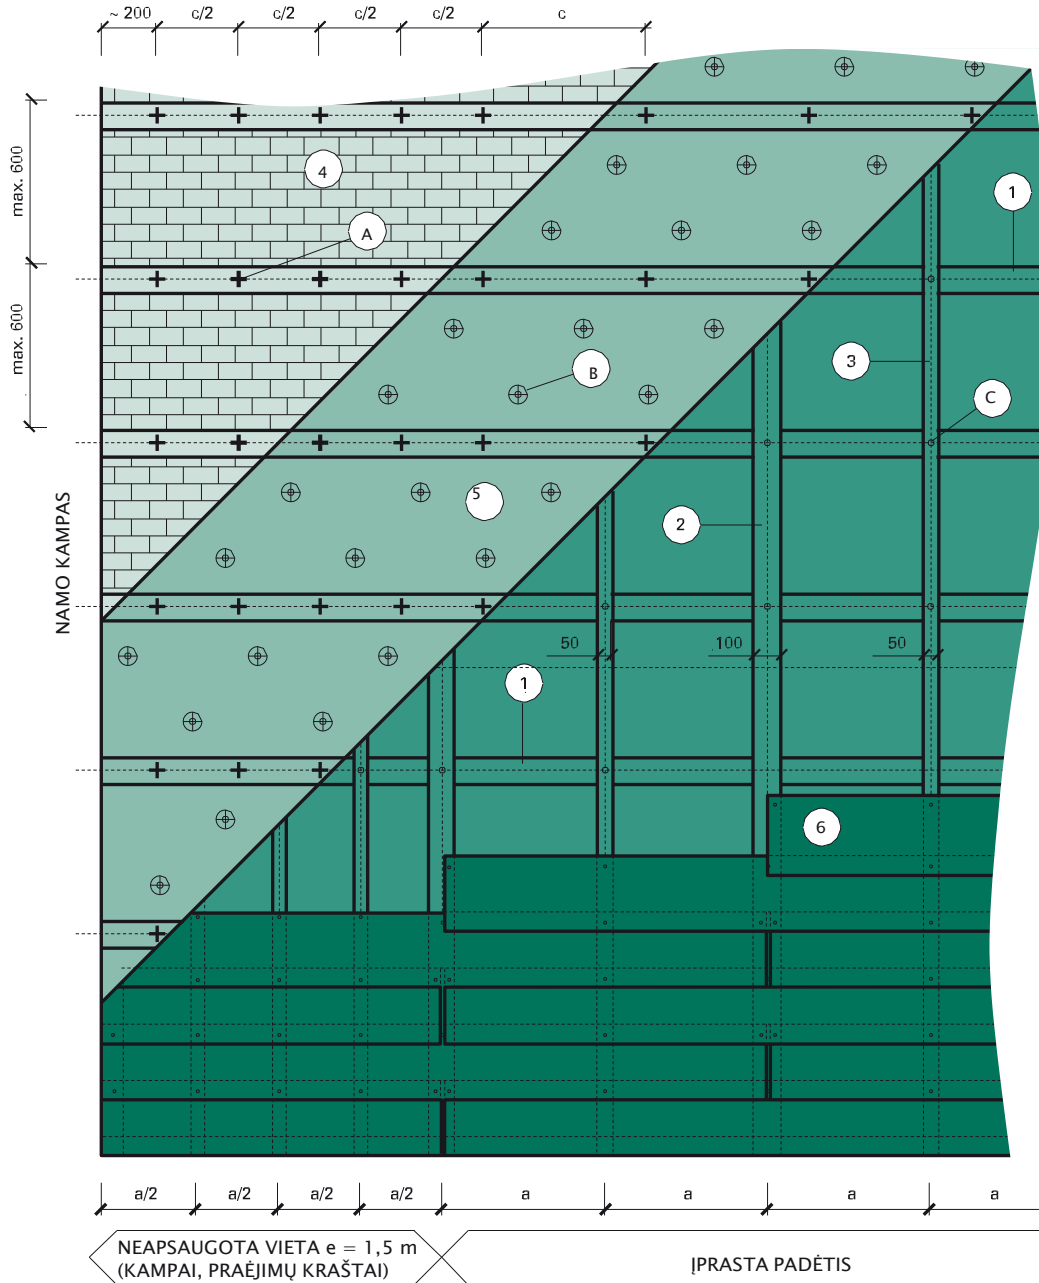 ~ 200 c/2 c/2 c/2 c/2 c
max. 600
max. 600
NAMO KAMPAS
4
A
1
3
B
C
5
2
50 100 50
1
6
a/2 a/2 a/2 a/2 a a a a
NEAPSAUGOTA VIETA e = 1,5 m
(KAMPAI, PRAĖJIMŲ KRAŠTAI)
ĮPRASTA PADĖTIS